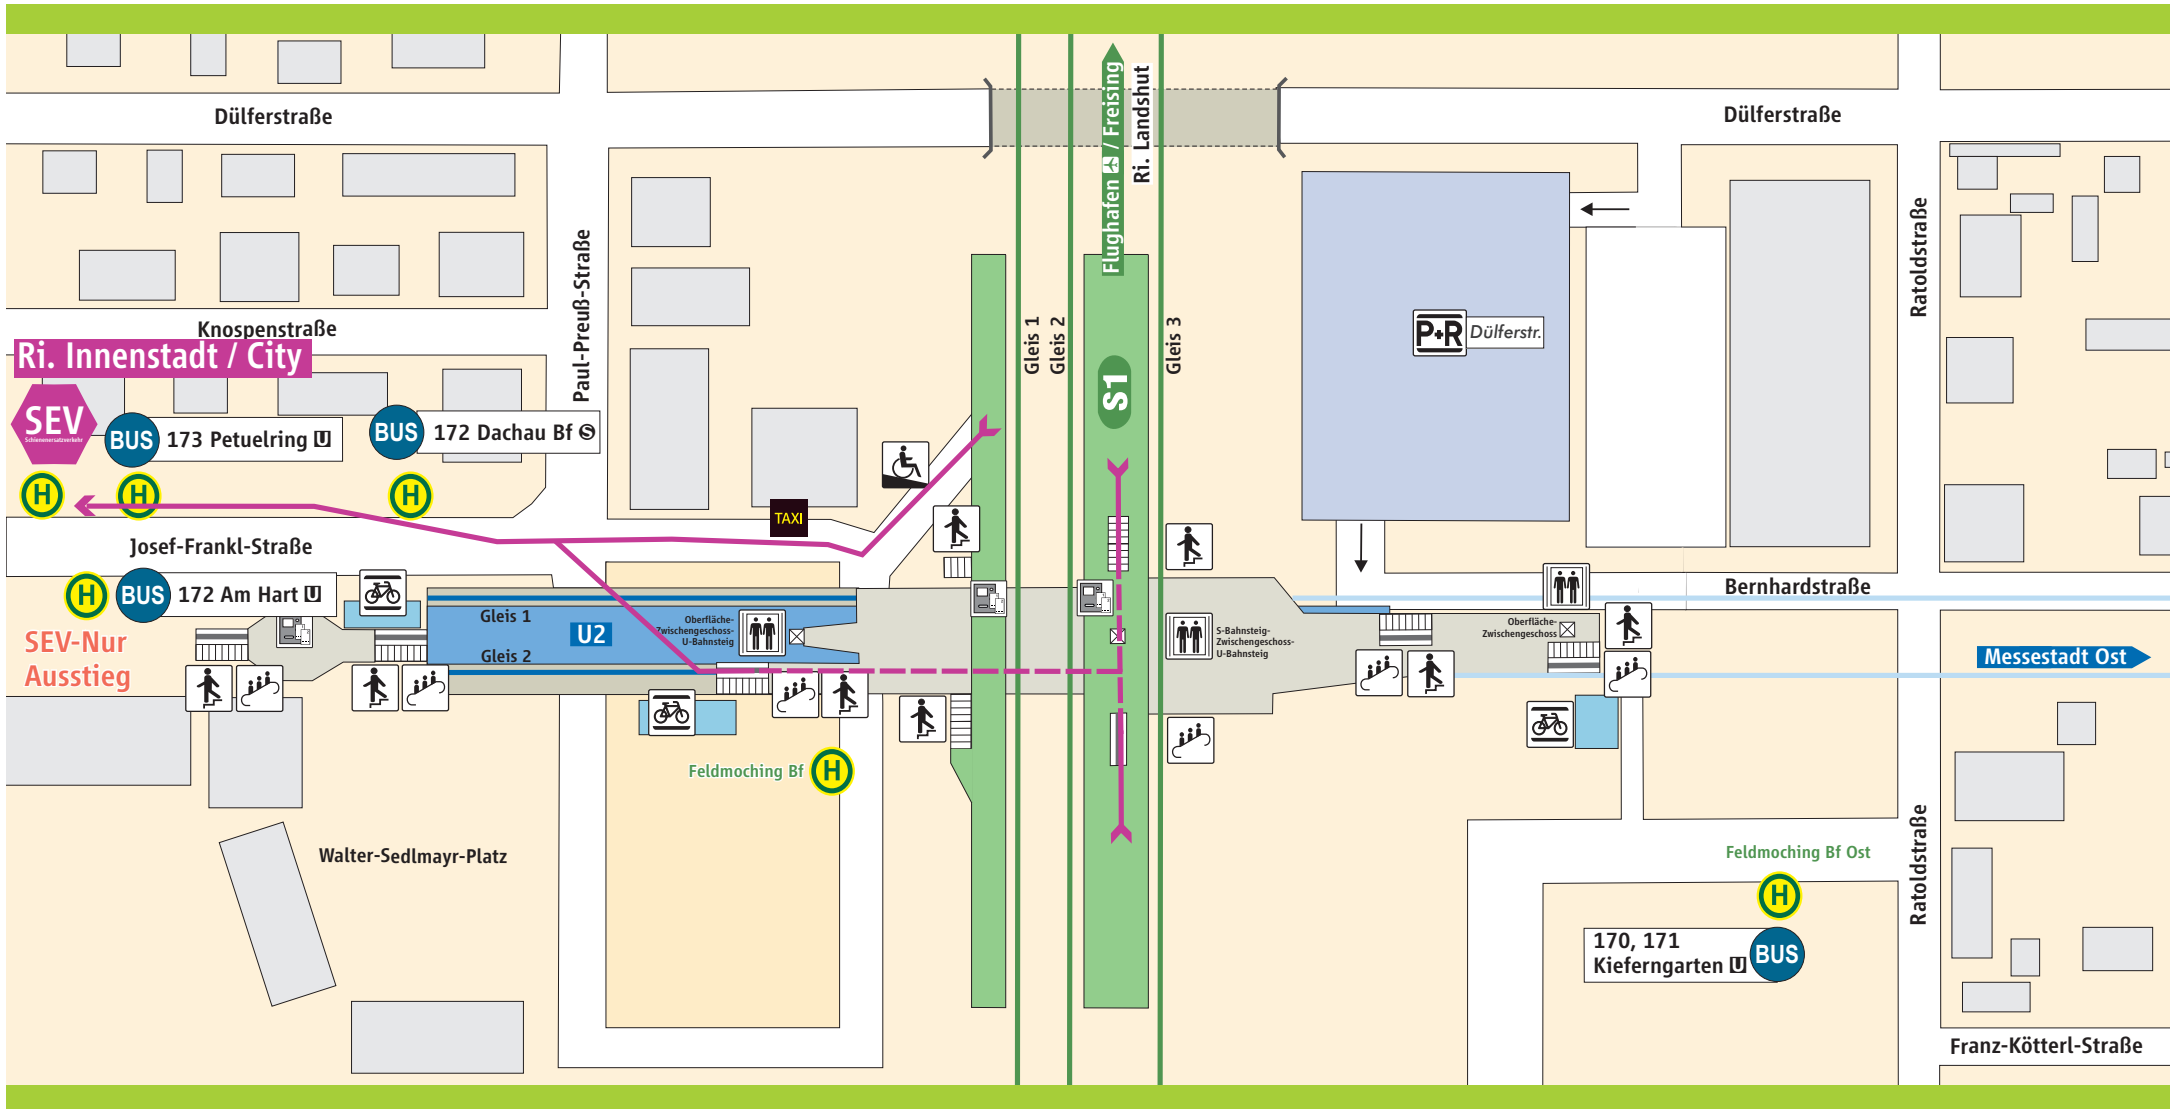 Dülferstraße
Dülferstraße
Flughafen / Freising
Ri. Landshut
Paul-Preuß-Straße
Ratoldstraße
Knospenstraße
Ri. Innenstadt / City
SEV
Schienenersatzverkehr
BUS
173 Petuelring U
BUS
172 Dachau Bf S
H
H
H
Gleis 1
Gleis 2
Gleis 3
S1
P+R
Dülferstr.
TAXI
Josef-Frankl-Straße
H
BUS
172 Am Hart U
SEV-Nur
Ausstieg
Gleis 1
U2
Gleis 2
Oberfläche-
Zwischengeschoss-
U-Bahnsteig
S-Bahnsteig-
Zwischengeschoss-
U-Bahnsteig
Oberfläche-
Zwischengeschoss
Bernhardstraße
Messestadt Ost
Feldmoching Bf
H
Walter-Sedlmayr-Platz
Feldmoching Bf Ost
H
170, 171
Kieferngarten U
BUS
Ratoldstraße
Franz-Kötterl-Straße